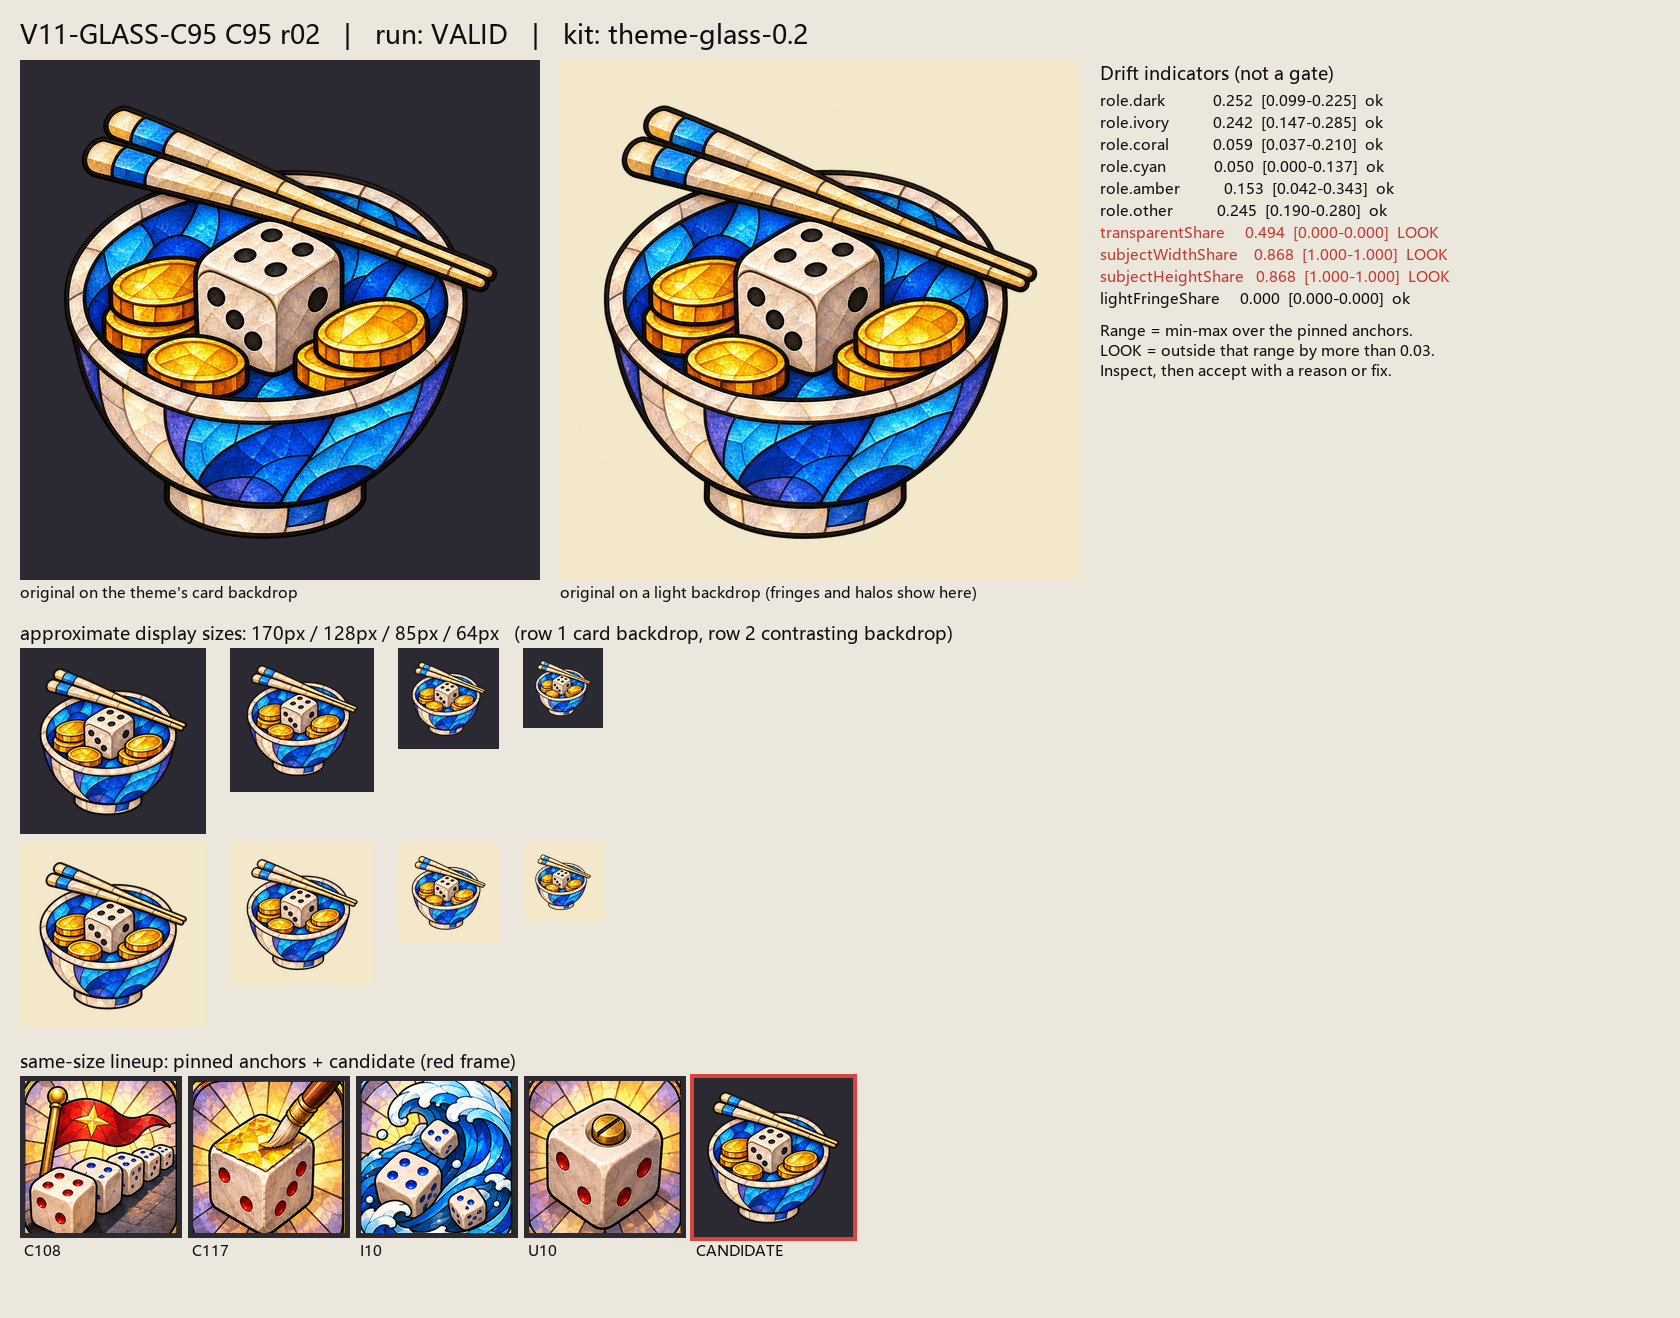 V11-GLASS-C95 C95 r02 | run: VALID | kit: theme-glass-0.2
Drift indicators (not a gate)
role.dark 0.252 [0.099-0.225] ok
role.ivory 0.242 [0.147-0.285] ok
role.coral 0.059 [0.037-0.210] ok
role.cyan 0.050 [0.000-0.137] ok
role.amber 0.153 [0.042-0.343] ok
role.other 0.245 [0.190-0.280] ok
transparentShare 0.494 [0.000-0.000] LOOK
subjectWidthShare 0.868 [1.000-1.000] LOOK
subjectHeightShare 0.868 [1.000-1.000] LOOK
lightFringeShare 0.000 [0.000-0.000] ok
Range = min-max over the pinned anchors.
LOOK = outside that range by more than 0.03.
Inspect, then accept with a reason or fix.
original on the theme's card backdrop
original on a light backdrop (fringes and halos show here)
approximate display sizes: 170px / 128px / 85px / 64px (row 1 card backdrop, row 2 contrasting backdrop)
same-size lineup: pinned anchors + candidate (red frame)
C108
C117
I10
U10
CANDIDATE